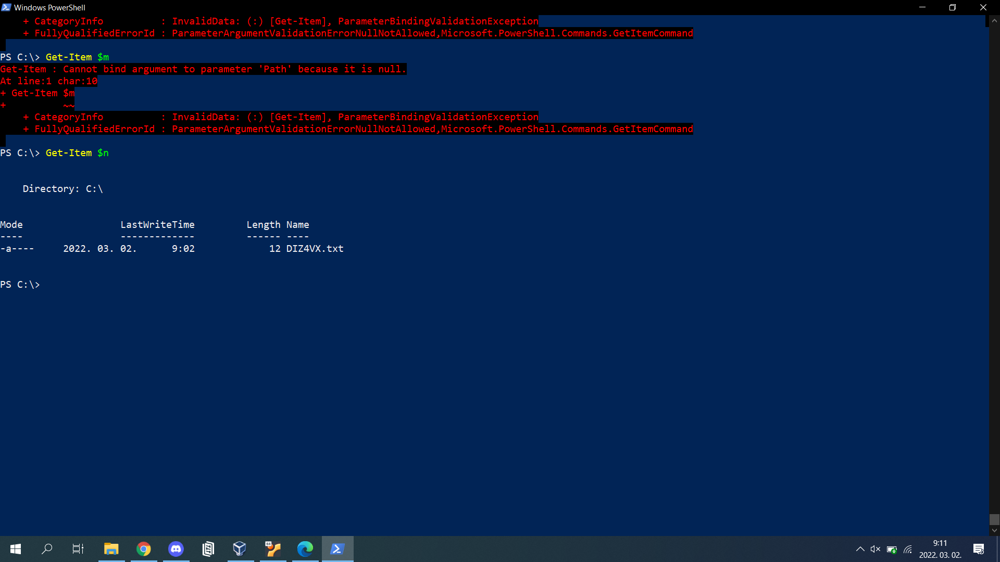 Windows PowerShell
    + CategoryInfo          : InvalidData: (:) [Get-Item], ParameterBindingValidationException
    + FullyQualifiedErrorId : ParameterArgumentValidationErrorNullNotAllowed,Microsoft.PowerShell.Commands.GetItemCommand
PS C:\> Get-Item $m
Get-Item : Cannot bind argument to parameter 'Path' because it is null.
At line:1 char:10
+ Get-Item $m
+          ~~
    + CategoryInfo          : InvalidData: (:) [Get-Item], ParameterBindingValidationException
    + FullyQualifiedErrorId : ParameterArgumentValidationErrorNullNotAllowed,Microsoft.PowerShell.Commands.GetItemCommand
PS C:\> Get-Item $n
    Directory: C:\
Mode                 LastWriteTime         Length Name
----                 -------------         ------ ----
-a----     2022. 03. 02.      9:02             12 DIZ4VX.txt
PS C:\>
64
9:11
2022. 03. 02.